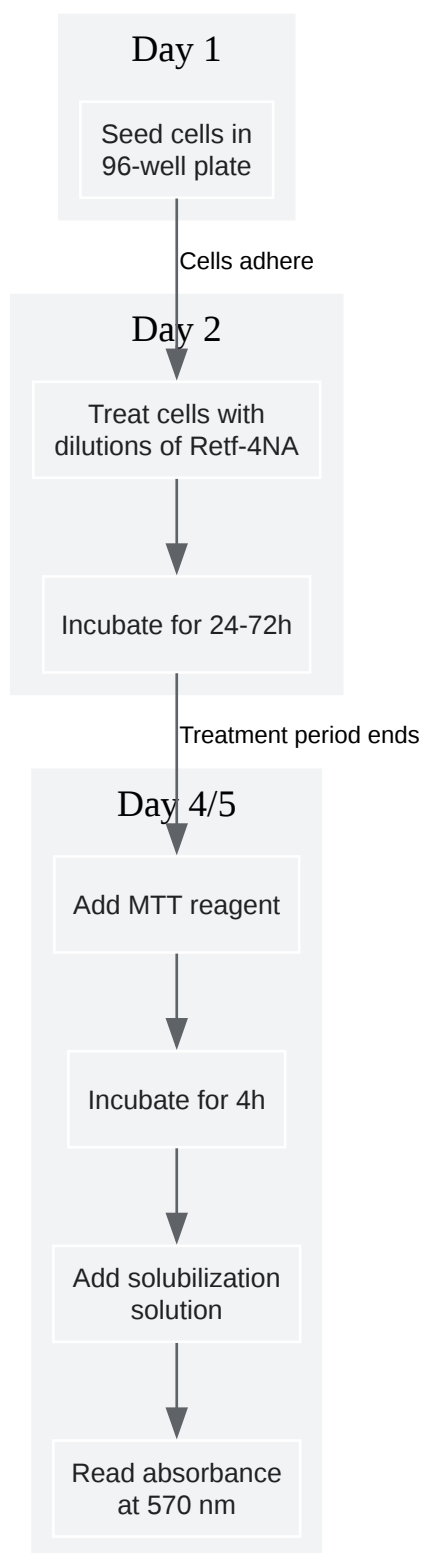 Day 1
Seed cells in
96-well plate
Cells adhere
Day 2
Treat cells with
dilutions of Retf-4NA
Incubate for 24-72h
Treatment period ends
Day 4/5
Add MTT reagent
Incubate for 4h
Add solubilization
solution
Read absorbance
at 570 nm